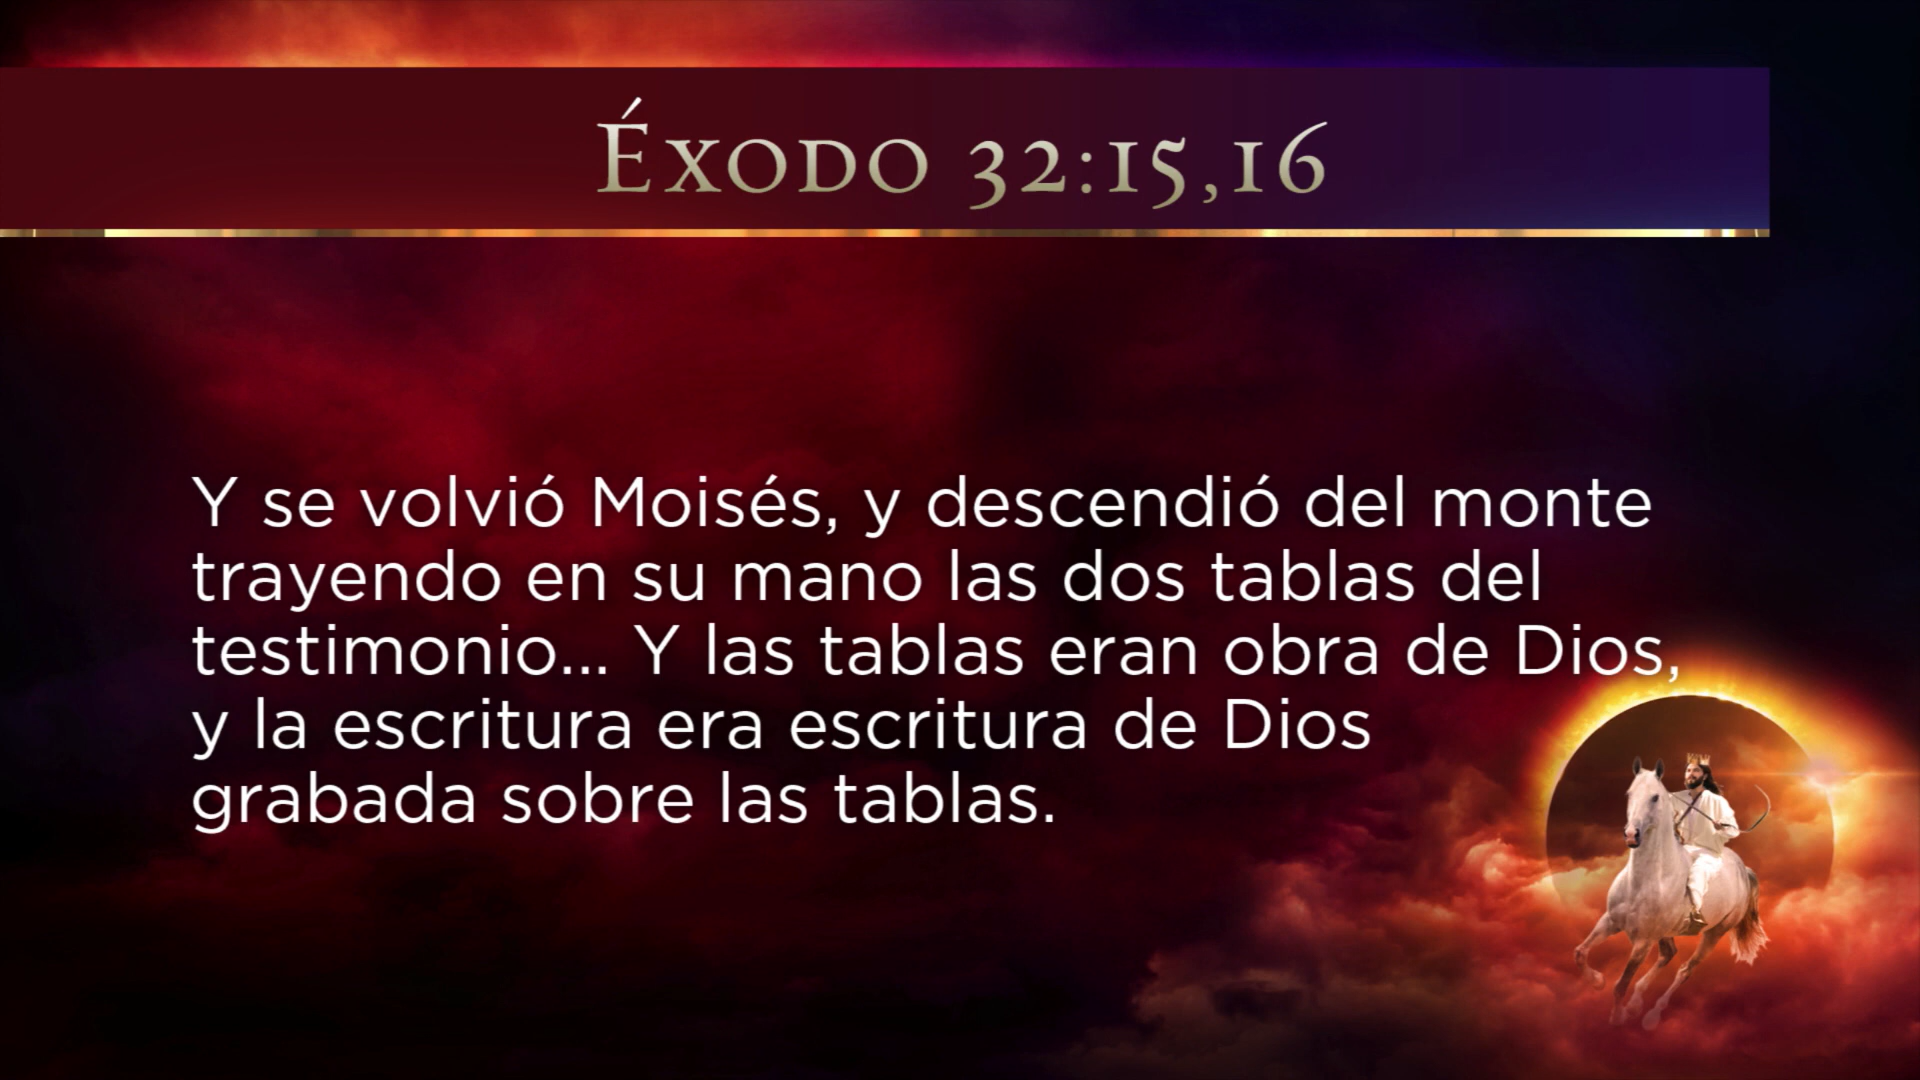 Éxodo 32:15,16
Y se volvió Moisés, y descendió del monte
trayendo en su mano las dos tablas del
testimonio... Y las tablas eran obra de Dios,
y la escritura era escritura de Dios
grabada sobre las tablas.